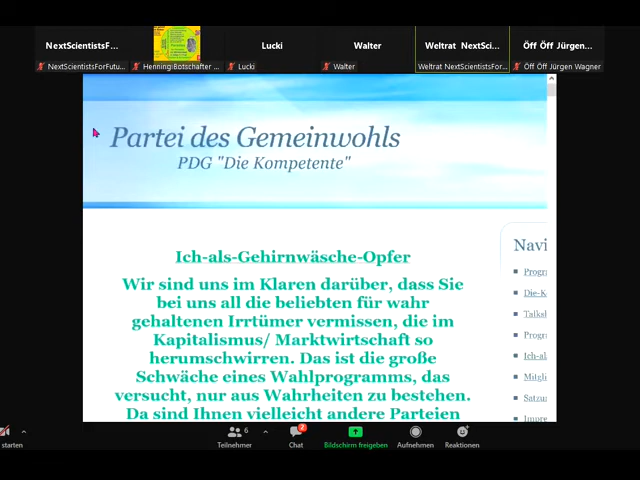 NextScientistsF...
Lucki
Walter
Weltrat NextSci...
Öff Öff Jürgen...
NextScientistsForFutu...
Henning:Botschafter ...
Lucki
Walter
Weltrat NextScientistsFor...
Öff Öff Jürgen Wagner
Partei des Gemeinwohls
PDG "Die Kompetente"
Ich-als-Gehirnwäsche-Opfer
Wir sind uns im Klaren darüber, dass Sie
bei uns all die beliebten für wahr
gehaltenen Irrtümer vermissen, die im
Kapitalismus/ Marktwirtschaft so
herumschwirren. Das ist die große
Schwäche eines Wahlprogramms, das
versucht, nur aus Wahrheiten zu bestehen.
Da sind Ihnen vielleicht andere Parteien
Navi
Progr
Die-K
Talksh
Progr
Ich-al
Mitgli
Satzu
Impre
starten
Teilnehmer
6
Chat
2
Bildschirm freigeben
Aufnehmen
Reaktionen